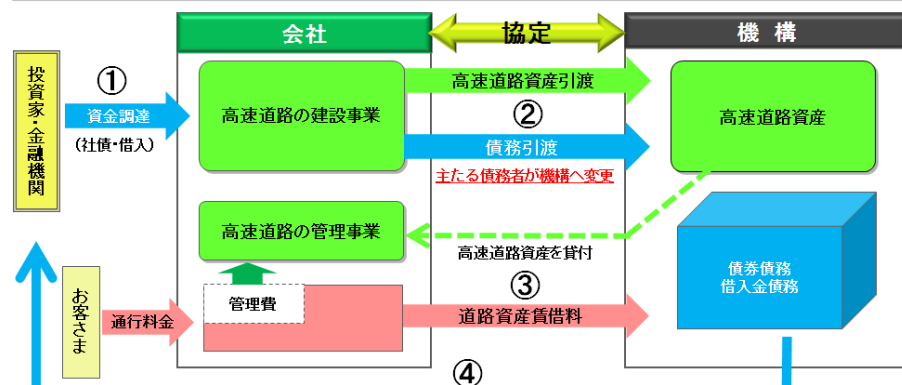 会社
協定
機構
投資家・金融機関
①
資金調達
(社債・借入)
高速道路の建設事業
高速道路資産引渡
②
債務引渡
主たる債務者が機構へ変更
高速道路資産
高速道路の管理事業
高速道路資産を貸付
債券債務
借入金債務
お客さま
通行料金
管理費
③
道路資産賃借料
④